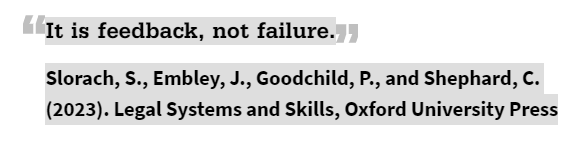 “It is feedback, not failure.”
Slorach, S., Embley, J., Goodchild, P., and Shephard, C.
(2023). Legal Systems and Skills, Oxford University Press